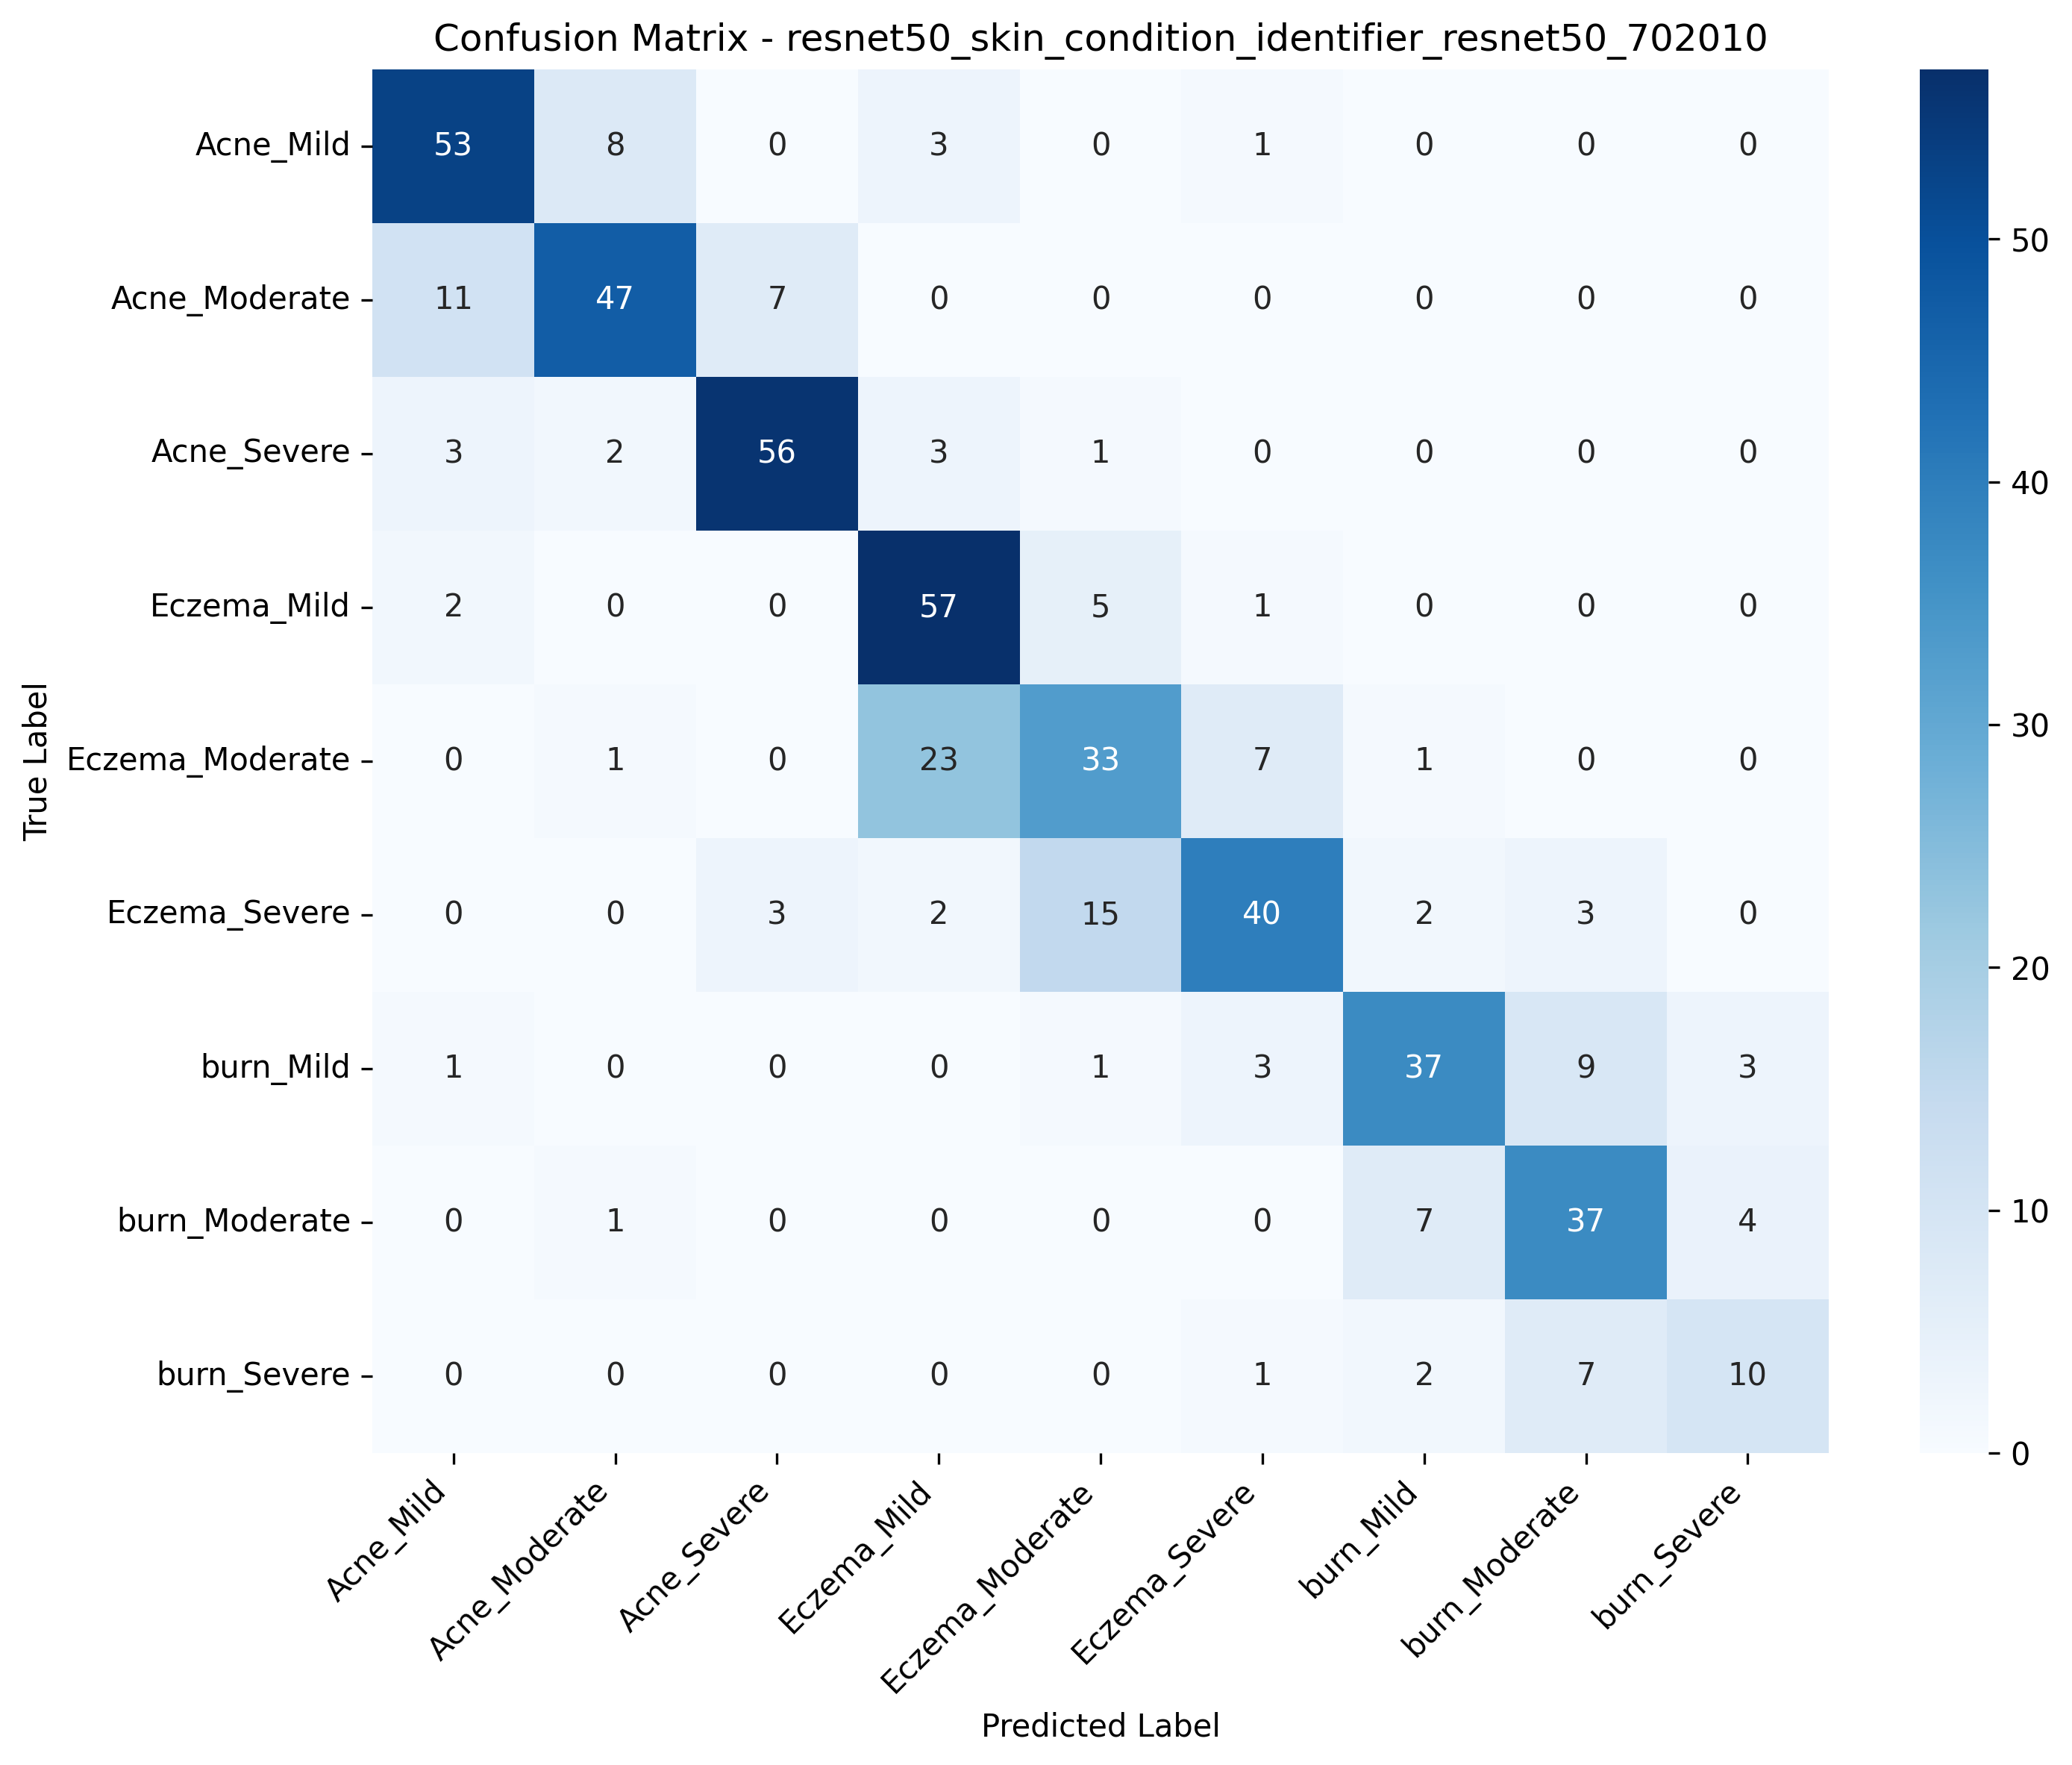 Confusion Matrix - resnet50_skin_condition_identifier_resnet50_702010
True Label
Acne_Mild 53 8 0 3 0 1 0 0 0
Acne_Moderate 11 47 7 0 0 0 0 0 0
Acne_Severe 3 2 56 3 1 0 0 0 0
Eczema_Mild 2 0 0 57 5 1 0 0 0
Eczema_Moderate 0 1 0 23 33 7 1 0 0
Eczema_Severe 0 0 3 2 15 40 2 3 0
burn_Mild 1 0 0 0 1 3 37 9 3
burn_Moderate 0 1 0 0 0 0 7 37 4
burn_Severe 0 0 0 0 0 1 2 7 10
Acne_Mild
Acne_Moderate
Acne_Severe
Eczema_Mild
Eczema_Moderate
Eczema_Severe
burn_Mild
burn_Moderate
burn_Severe
Predicted Label
50
40
30
20
10
0